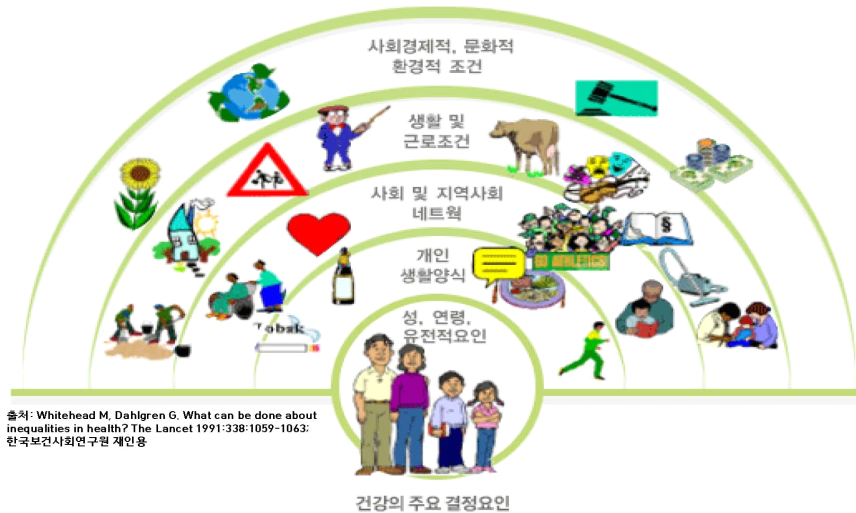 사회경제적, 문화적
환경적 조건
생활 및
근로조건
사회 및 지역사회
네트웍
개인
생활양식
GO ATHLETICS!
§
Tobak
성, 연령,
유전적요인
출처: Whitehead M, Dahlgren G. What can be done about
inequalities in health? The Lancet 1991:338:1059-1063;
한국보건사회연구원 재인용
건강의 주요 결정요인